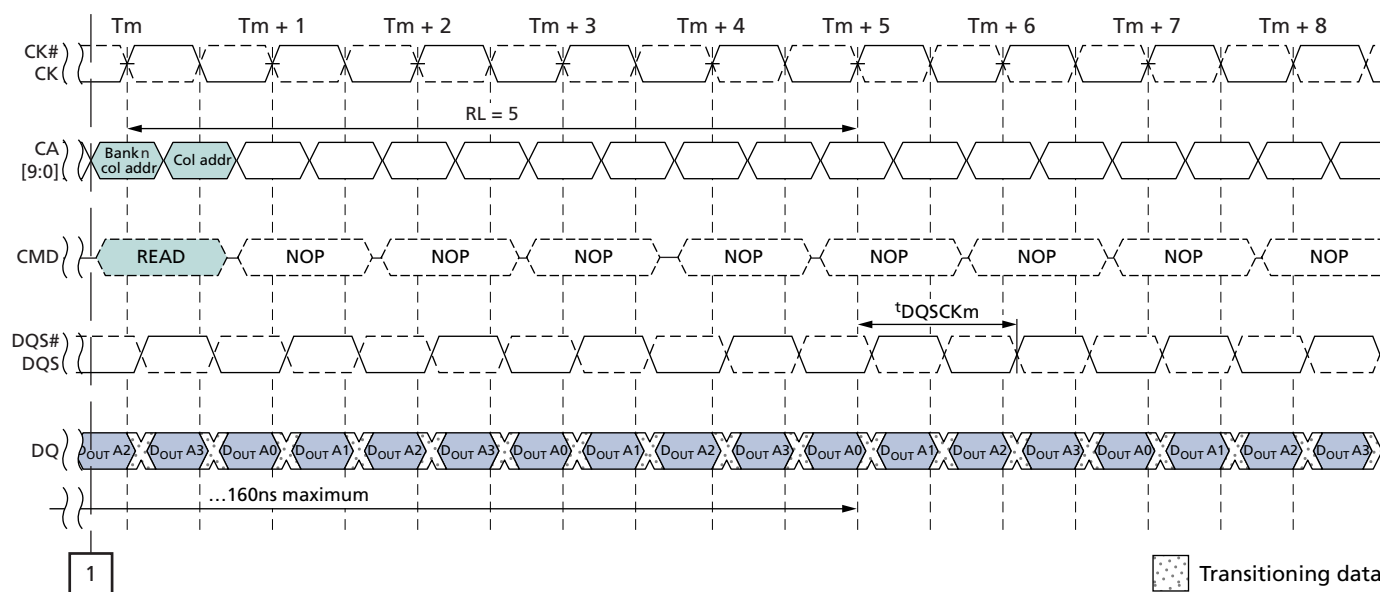 Tm Tm + 1 Tm + 2 Tm + 3 Tm + 4 Tm + 5 Tm + 6 Tm + 7 Tm + 8
CK#
CK
RL = 5
CA
[9:0]
Bank n
col addr
Col addr
CMD READ NOP NOP NOP NOP NOP NOP NOP NOP
tDQSCKm
DQS#
DQS
DQ DOUT A2 DOUT A3 DOUT A0 DOUT A1 DOUT A2 DOUT A3 DOUT A0 DOUT A1 DOUT A2 DOUT A3 DOUT A0 DOUT A1 DOUT A2 DOUT A3 DOUT A0 DOUT A1 DOUT A2 DOUT A3
...160ns maximum
1
Transitioning data